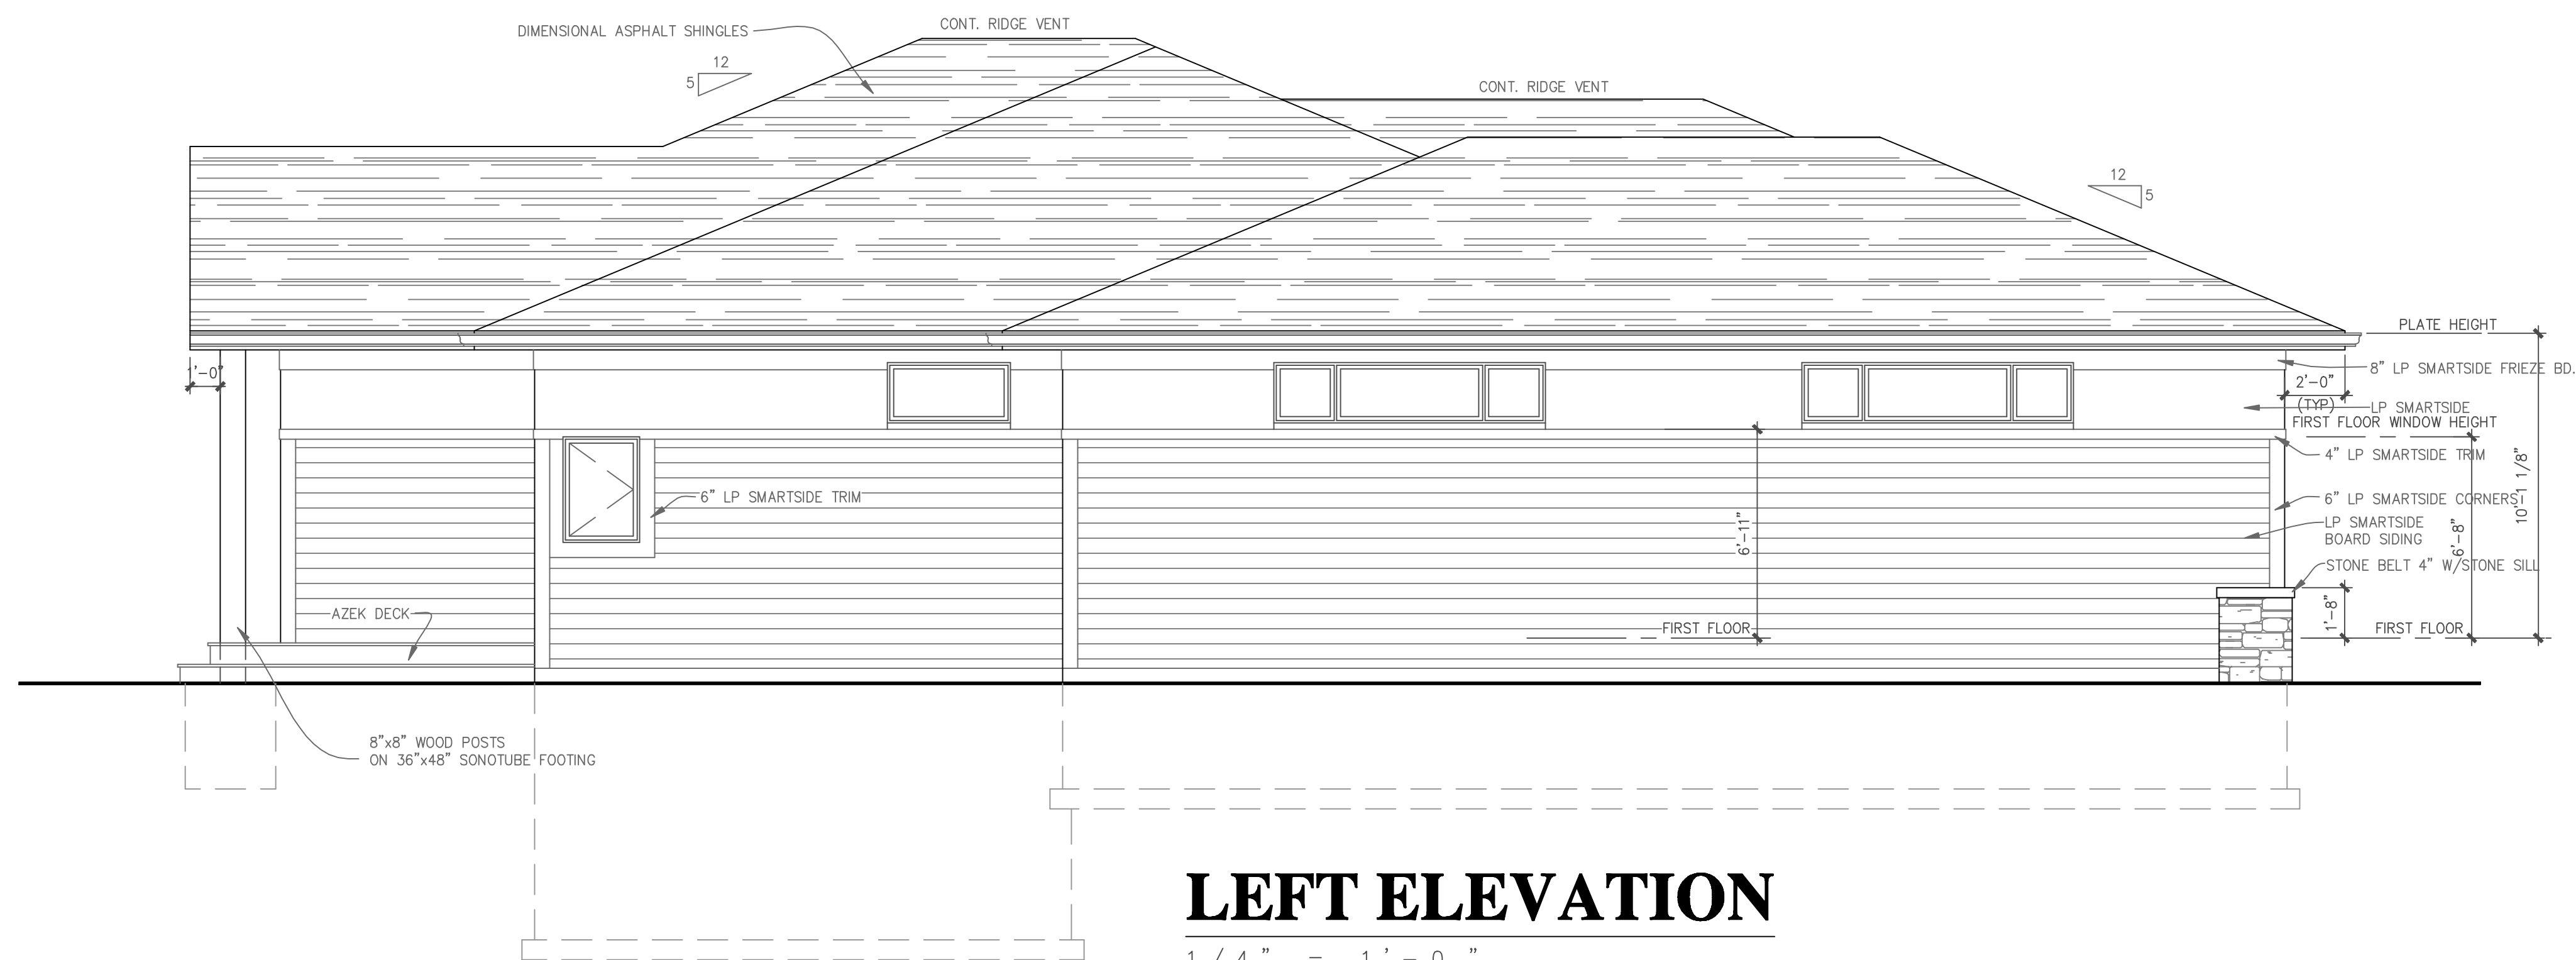 CONT. RIDGE VENT
DIMENSIONAL ASPHALT SHINGLES
12
5
CONT. RIDGE VENT
12
5
PLATE HEIGHT
1'-0"
8" LP SMARTSIDE FRIEZE BD.
2'-0"
(TYP)
LP SMARTSIDE
FIRST FLOOR WINDOW HEIGHT
4" LP SMARTSIDE TRIM
10'-1 1/8"
6" LP SMARTSIDE TRIM
6" LP SMARTSIDE CORNERS
6'-11"
LP SMARTSIDE
BOARD SIDING
6'-8"
STONE BELT 4" W/STONE SILL
AZEK DECK
1'-8"
FIRST FLOOR
FIRST FLOOR
8"x8" WOOD POSTS
ON 36"x48" SONOTUBE FOOTING
LEFT ELEVATION
1/4" = 1'-0"